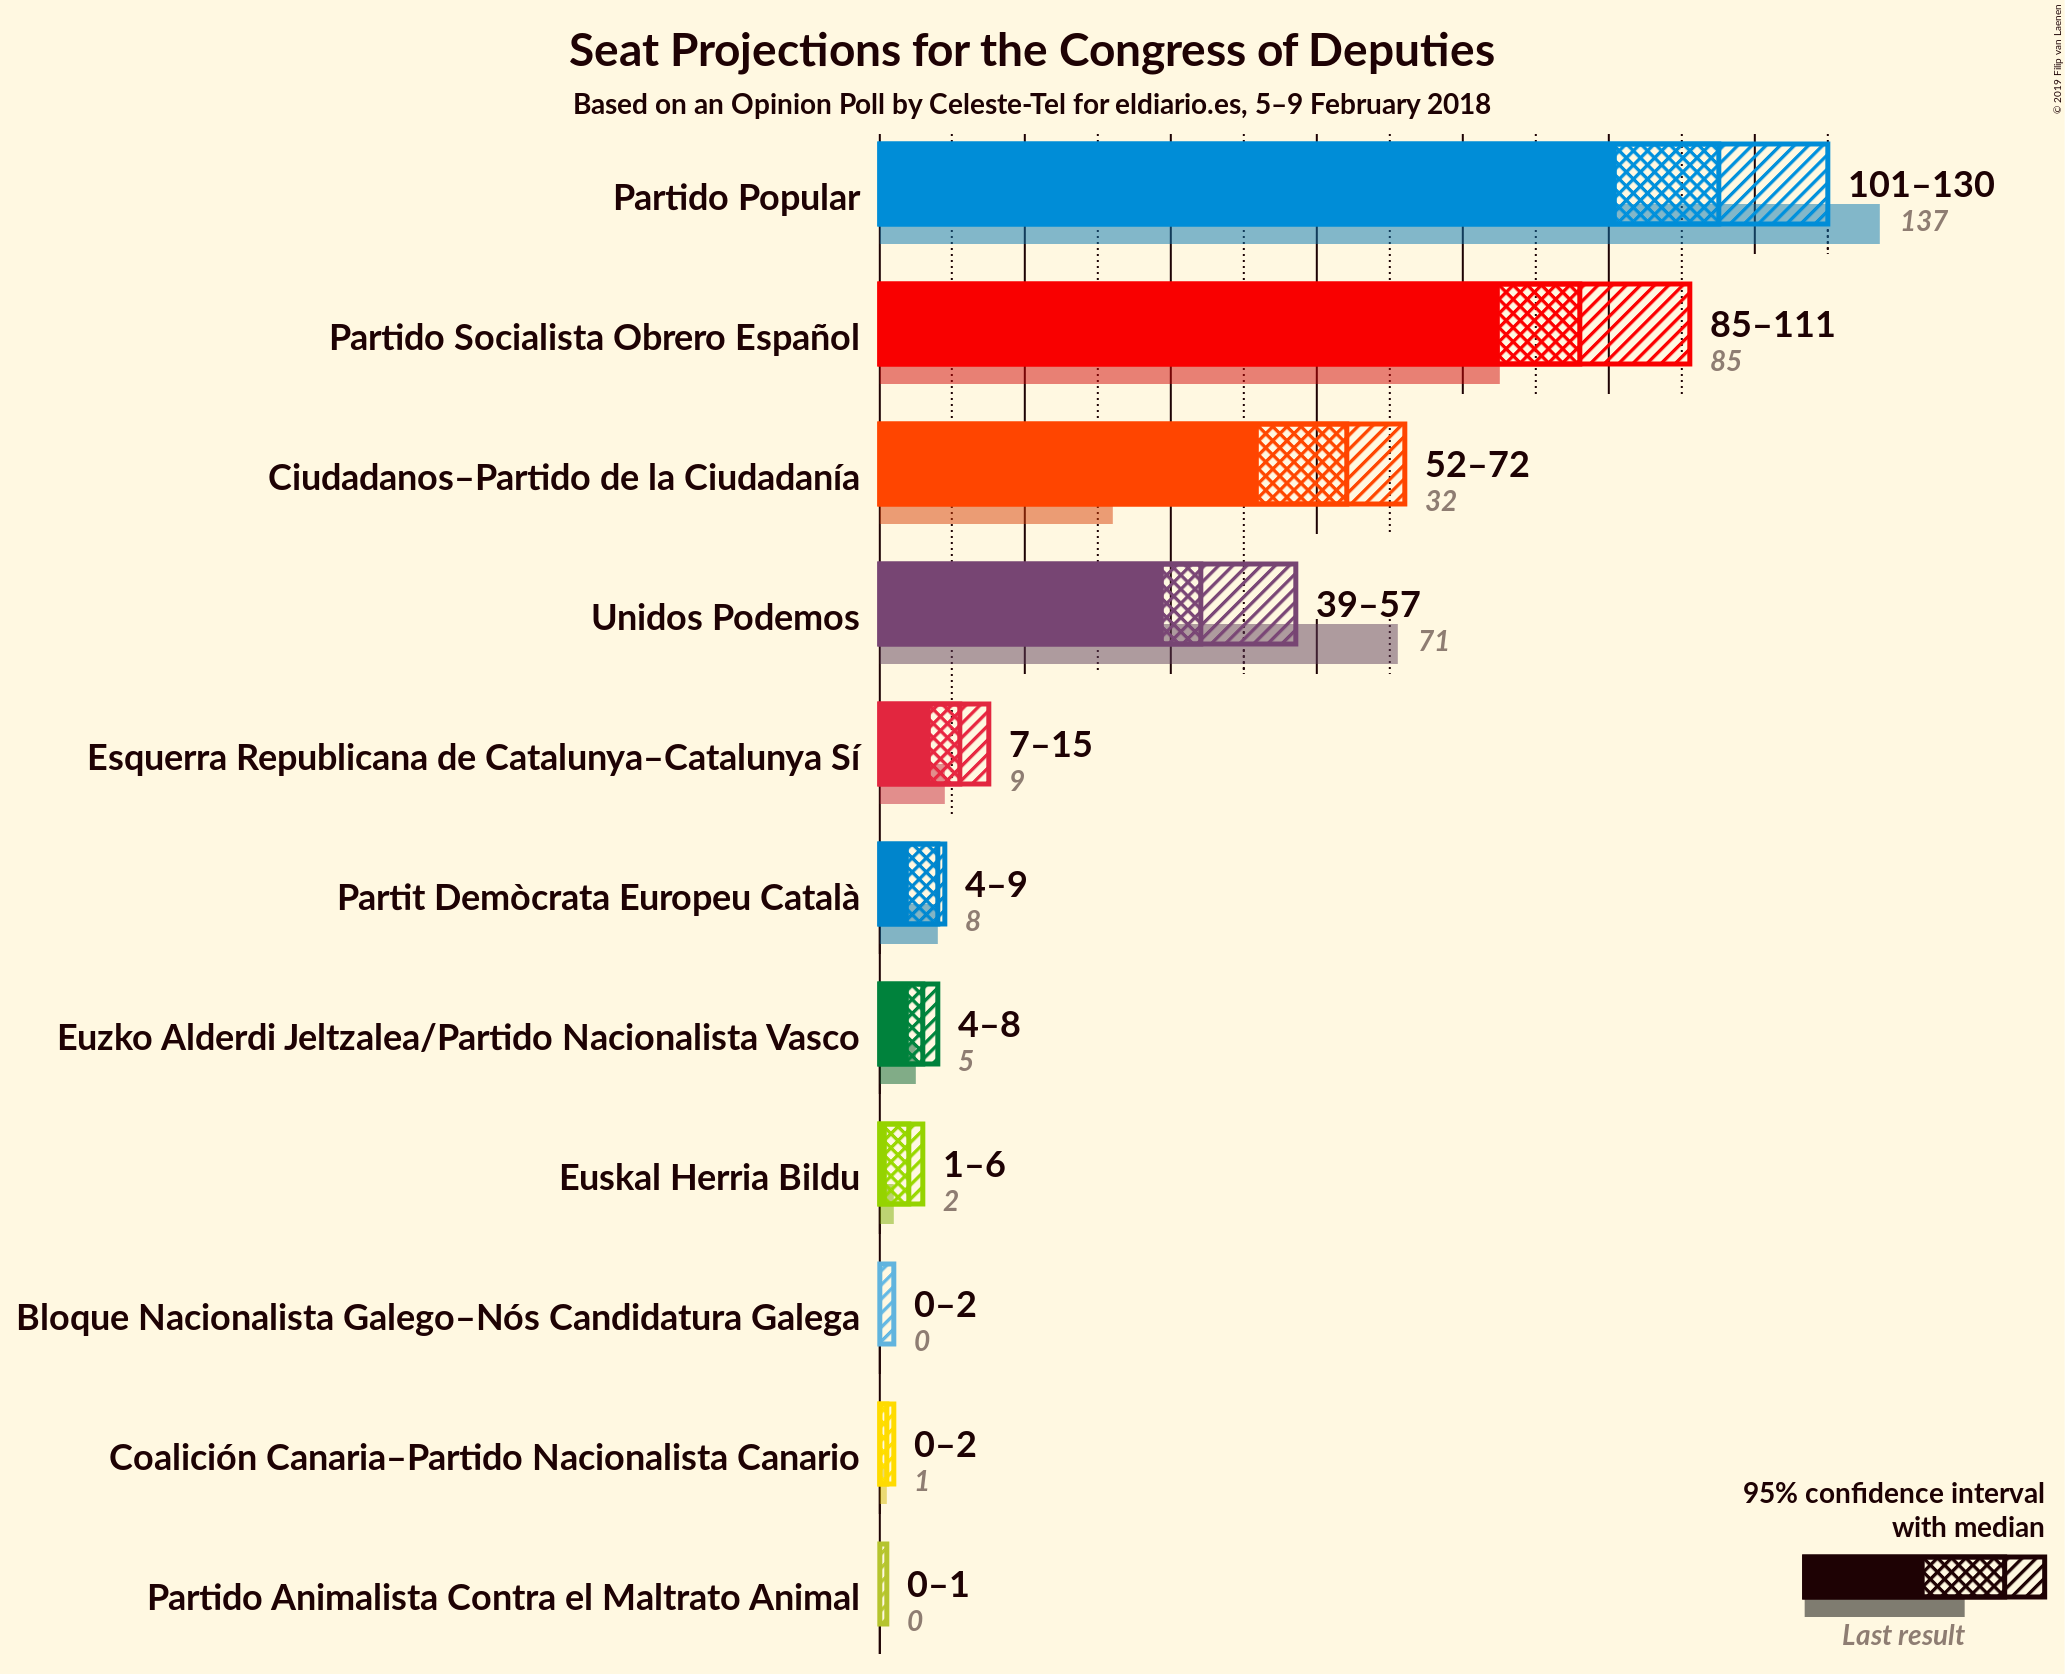 Seat Projections for the Congress of Deputies
Based on an Opinion Poll by Celeste-Tel for eldiario.es, 5–9 February 2018
© 2019 Filip van Laenen
Partido Popular
101–130
137
Partido Socialista Obrero Español
85–111
85
Ciudadanos–Partido de la Ciudadanía
52–72
32
Unidos Podemos
39–57
71
Esquerra Republicana de Catalunya–Catalunya Sí
7–15
9
Partit Demòcrata Europeu Català
4–9
8
Euzko Alderdi Jeltzalea/Partido Nacionalista Vasco
4–8
5
Euskal Herria Bildu
1–6
2
Bloque Nacionalista Galego–Nós Candidatura Galega
0–2
0
Coalición Canaria–Partido Nacionalista Canario
0–2
1
Partido Animalista Contra el Maltrato Animal
0–1
0
95% confidence interval
with median
Last result